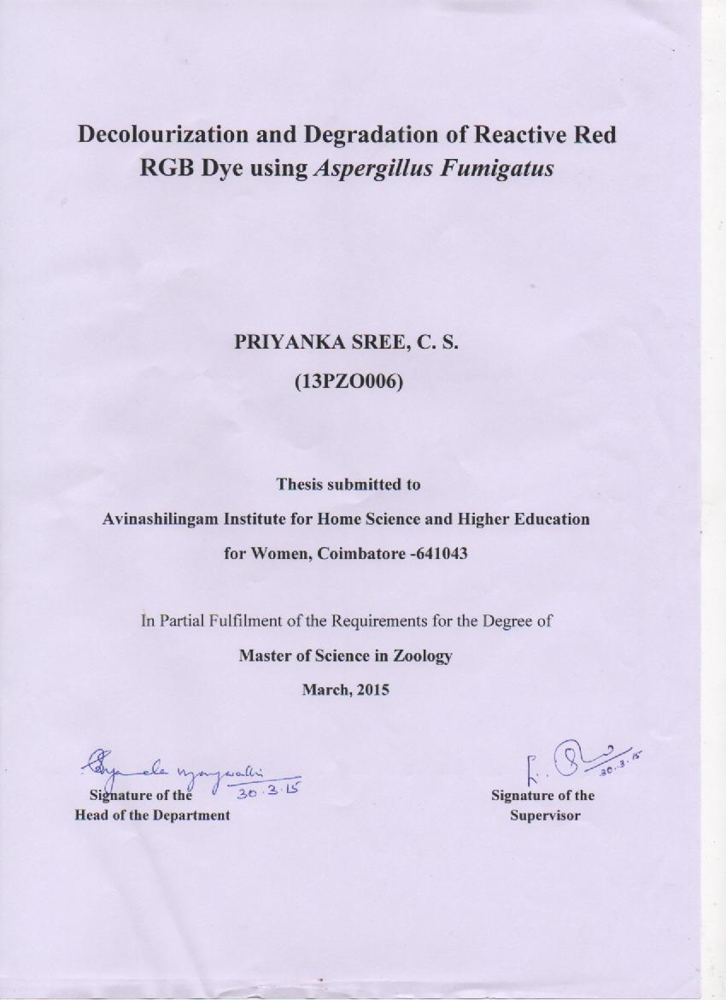 Decolourization and Degradation of Reactive Red
RGB Dye using Aspergillus Fumigatus
PRIYANKA SREE, C. S.
(13PZO006)
Thesis submitted to
Avinashilingam Institute for Home Science and Higher Education
for Women, Coimbatore -641043
In Partial Fulfilment of the Requirements for the Degree of
Master of Science in Zoology
March, 2015
30.3.15
30.3.15
Signature of the
Head of the Department
Signature of the
Supervisor